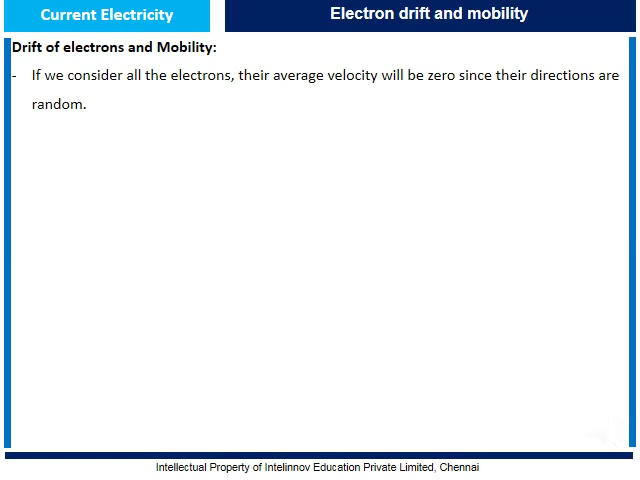 Current Electricity
Electron drift and mobility
Drift of electrons and Mobility:
- If we consider all the electrons, their average velocity will be zero since their directions are
random.
Intellectual Property of Intelinnov Education Private Limited, Chennai